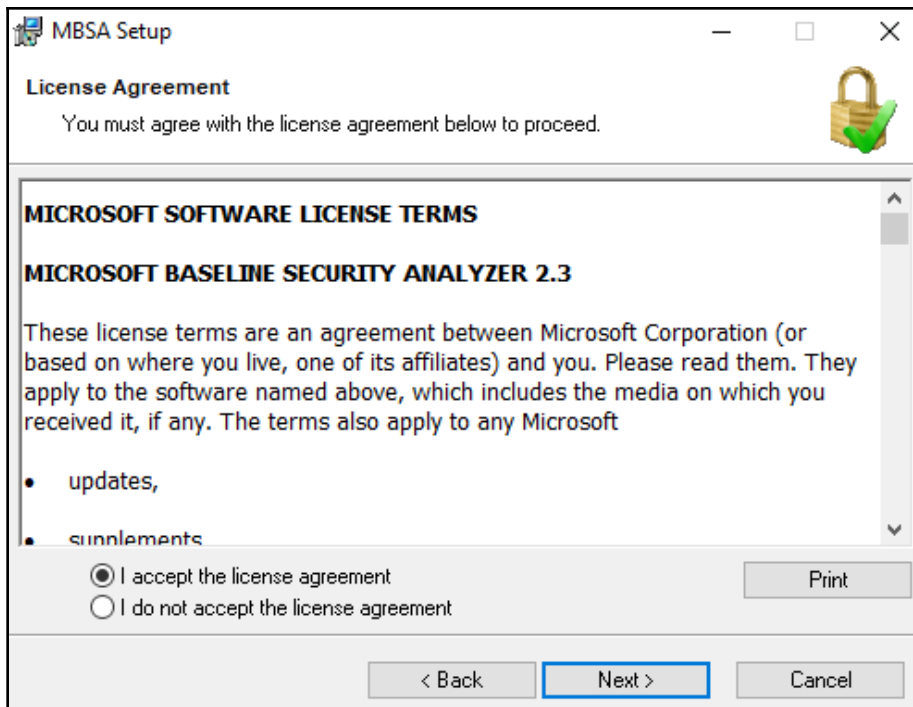 MBSA Setup
License Agreement
You must agree with the license agreement below to proceed.
MICROSOFT SOFTWARE LICENSE TERMS
MICROSOFT BASELINE SECURITY ANALYZER 2.3
These license terms are an agreement between Microsoft Corporation (or
based on where you live, one of its affiliates) and you. Please read them. They
apply to the software named above, which includes the media on which you
received it, if any. The terms also apply to any Microsoft
• updates,
• supplements
I accept the license agreement
Print
I do not accept the license agreement
< Back
Next >
Cancel